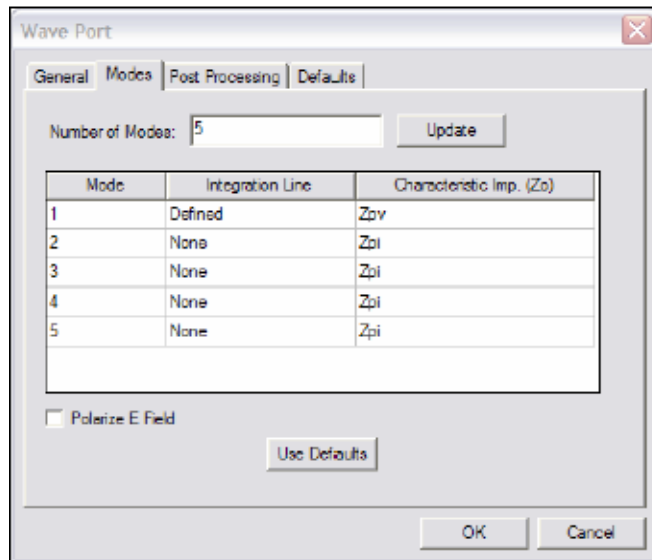 Wave Port
General Modes Post Processing Defaults
Number of Modes: 5 Update
Mode Integration Line Characteristic Imp. (Zo)
1 Defined Zpv
2 None Zpi
3 None Zpi
4 None Zpi
5 None Zpi
Polarize E Field
Use Defaults
OK Cancel